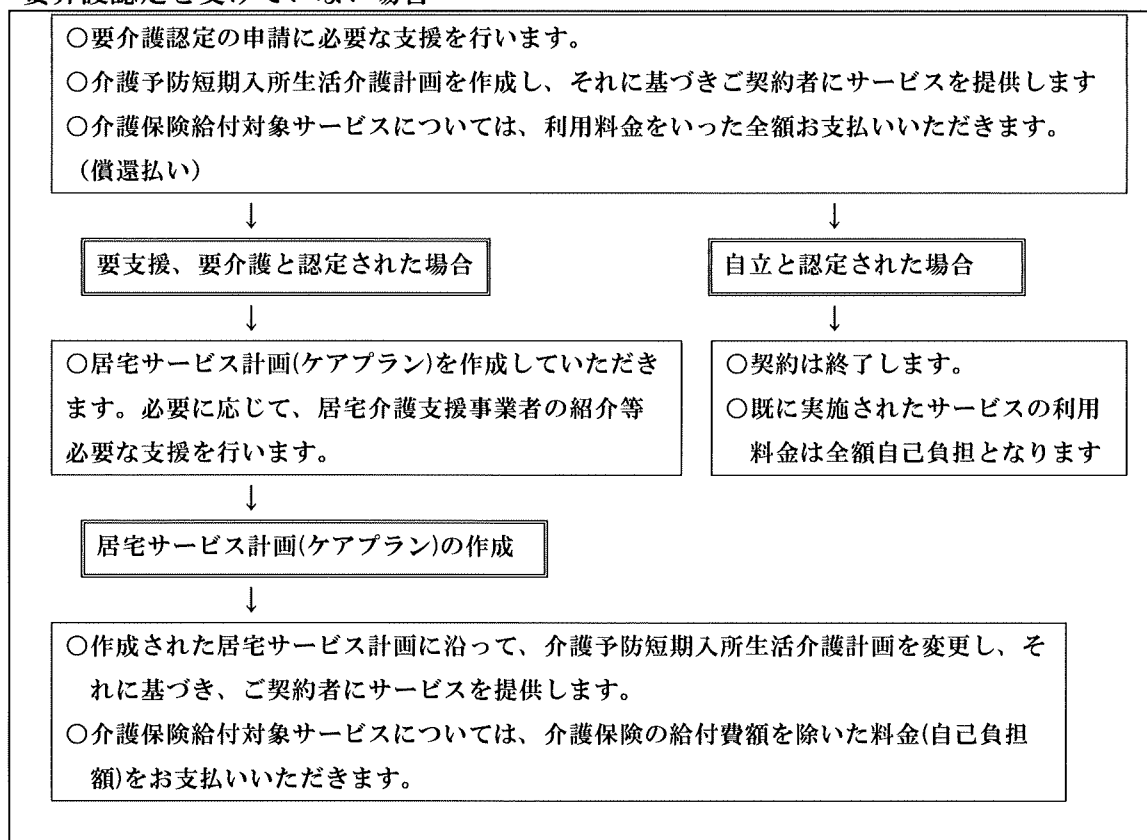 要介護認定を受けていない場合
○要介護認定の申請に必要な支援を行います。
○介護予防短期入所生活介護計画を作成し、それに基づきご契約者にサービスを提供します
○介護保険給付対象サービスについては、利用料金をいった全額お支払いいただきます。
（償還払い）
↓ ↓
要支援、要介護と認定された場合
自立と認定された場合
↓ ↓
○居宅サービス計画(ケアプラン)を作成していただき
ます。必要に応じて、居宅介護支援事業者の紹介等
必要な支援を行います。
○契約は終了します。
○既に実施されたサービスの利用
料金は全額自己負担となります
↓
居宅サービス計画(ケアプラン)の作成
↓
○作成された居宅サービス計画に沿って、介護予防短期入所生活介護計画を変更し、そ
れに基づき、ご契約者にサービスを提供します。
○介護保険給付対象サービスについては、介護保険の給付費額を除いた料金(自己負担
額)をお支払いいただきます。